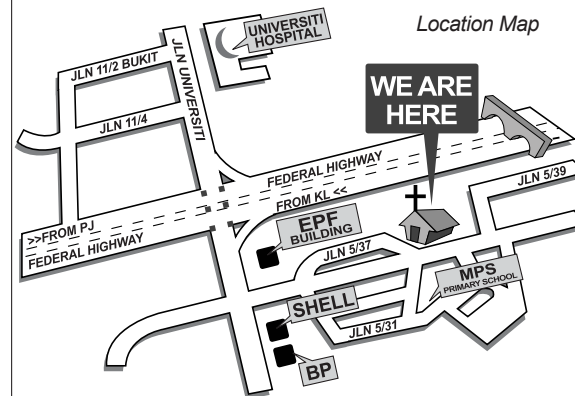 Location Map
UNIVERSITI
HOSPITAL
JLN 11/2 BUKIT
JLN UNIVERSITI
WE ARE
HERE
JLN 11/4
FEDERAL HIGHWAY
FROM KL <<
JLN 5/39
>>FROM PJ
FEDERAL HIGHWAY
EPF
BUILDING
JLN 5/37
MPS
PRIMARY SCHOOL
SHELL
JLN 5/31
BP